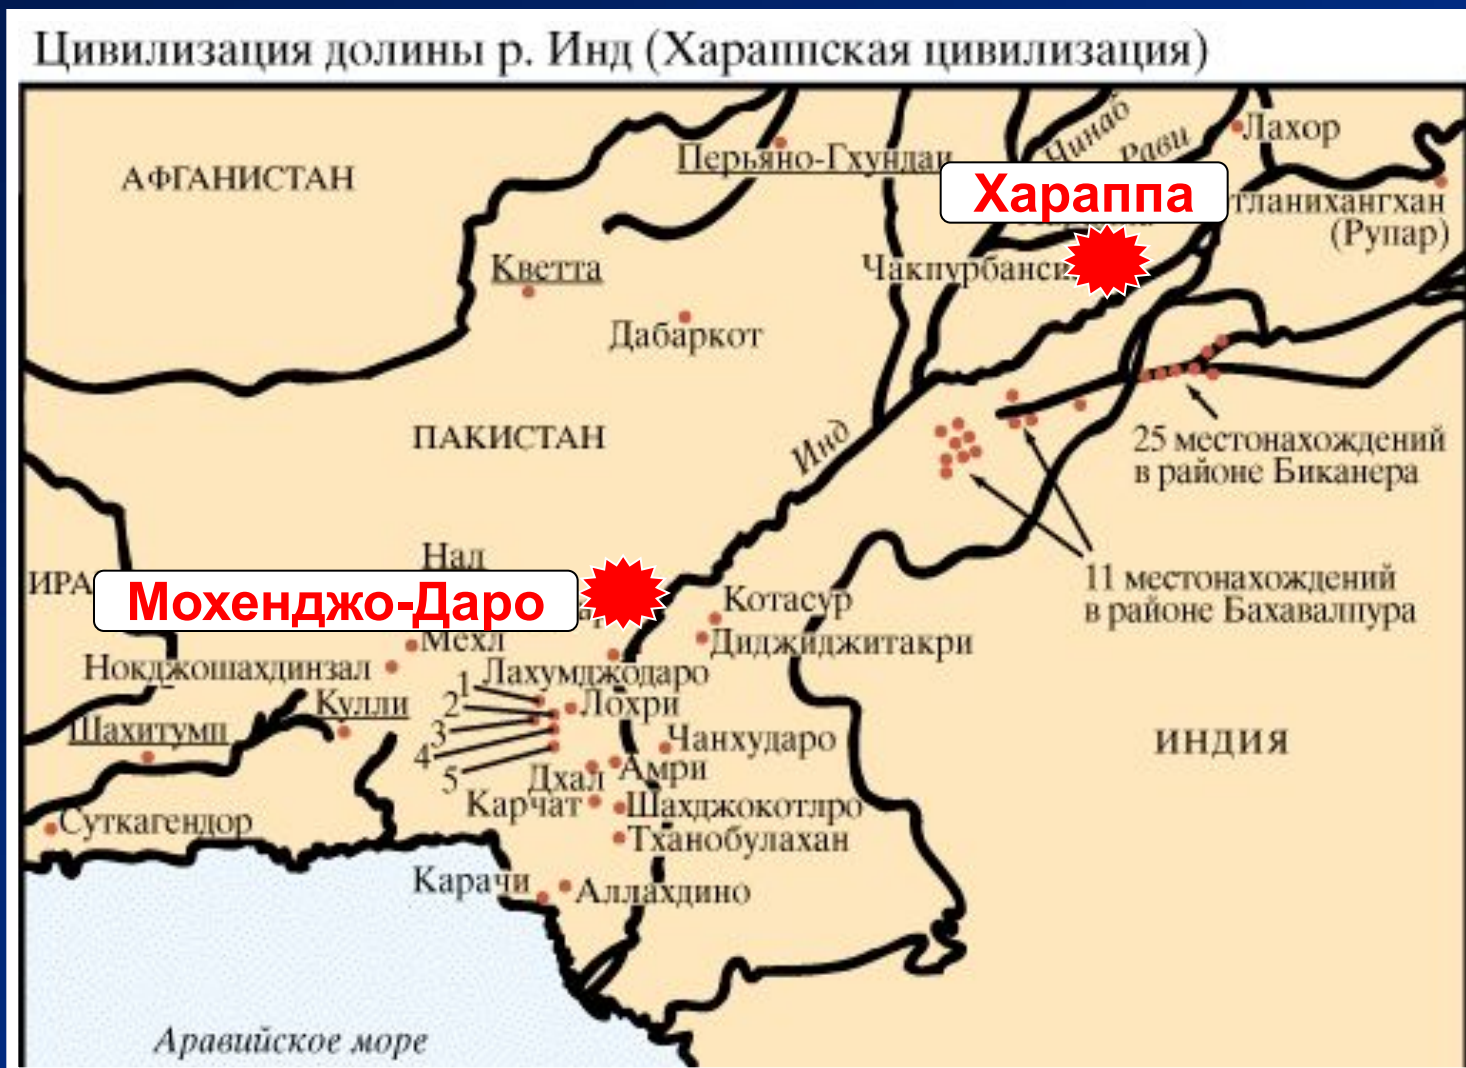 Цивилизация долины р. Инд (Хараппская цивилизация)
АФГАНИСТАН
Перьяно-Гхундаи
Чинаб
Рави
Лахор
Хараппа
тланихангхан
(Рупар)
Кветта
Чакпурбанси
Дабаркот
ПАКИСТАН
Инд
25 местонахождений
в районе Биканера
11 местонахождений
в районе Бахавалпура
Над
ИРА
Мохенджо-Даро
Котасур
Мехл
Диджиджитакри
Нокджошахдинзал
Лахумджодаро
1
2
3
4
5
Лохри
Кулли
Шахитумп
Чанхударо
ИНДИЯ
Дхал
Амри
Карчат
Шахджокотлро
Суткагендор
Тханобулахан
Карачи
Аллахдино
Аравийское море